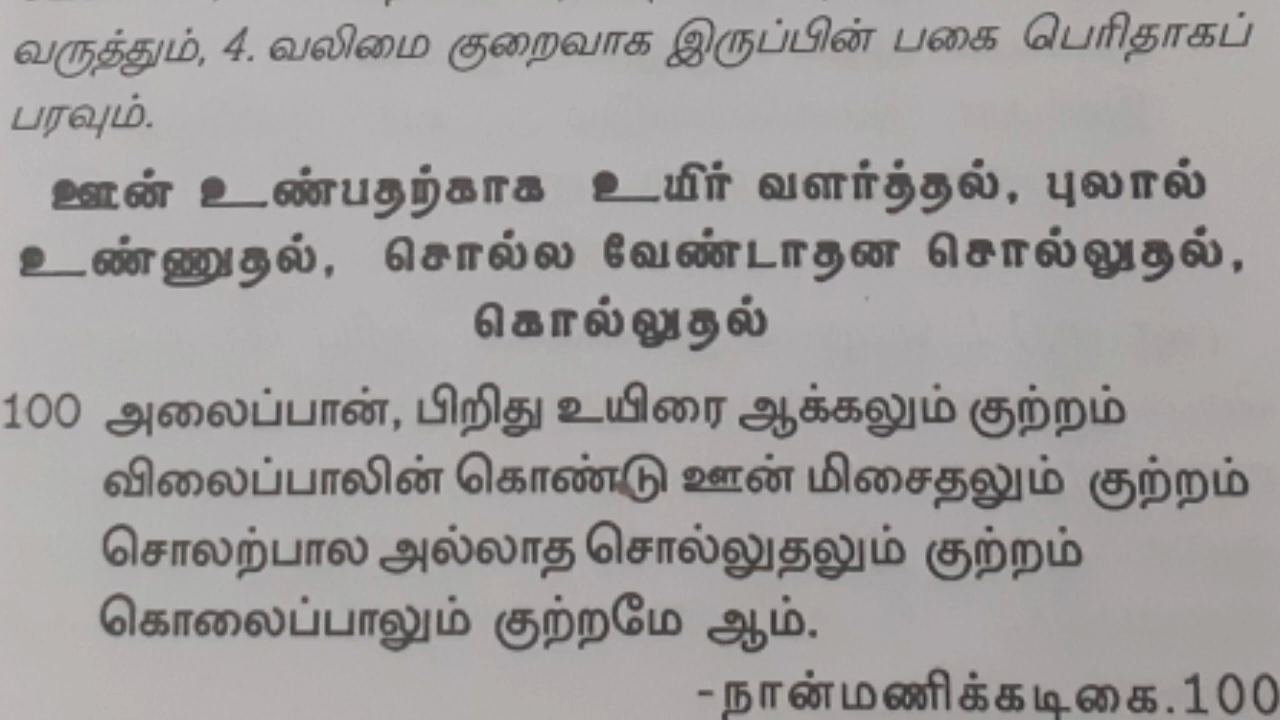 வருத்தும், 4. வலிமை குறைவாக இருப்பின் பகை பெரிதாகப்
பரவும்.
ஊன் உண்பதற்காக உயிர் வளர்த்தல், புலால்
உண்ணுதல், சொல்ல வேண்டாதன சொல்லுதல்,
கொல்லுதல்
100 அலைப்பான், பிறிது உயிரை ஆக்கலும் குற்றம்
விலைப்பாலின் கொண்டு ஊன் மிசைதலும் குற்றம்
சொலற்பால அல்லாத சொல்லுதலும் குற்றம்
கொலைப்பாலும் குற்றமே ஆம்.
-நான்மணிக்கடிகை.100